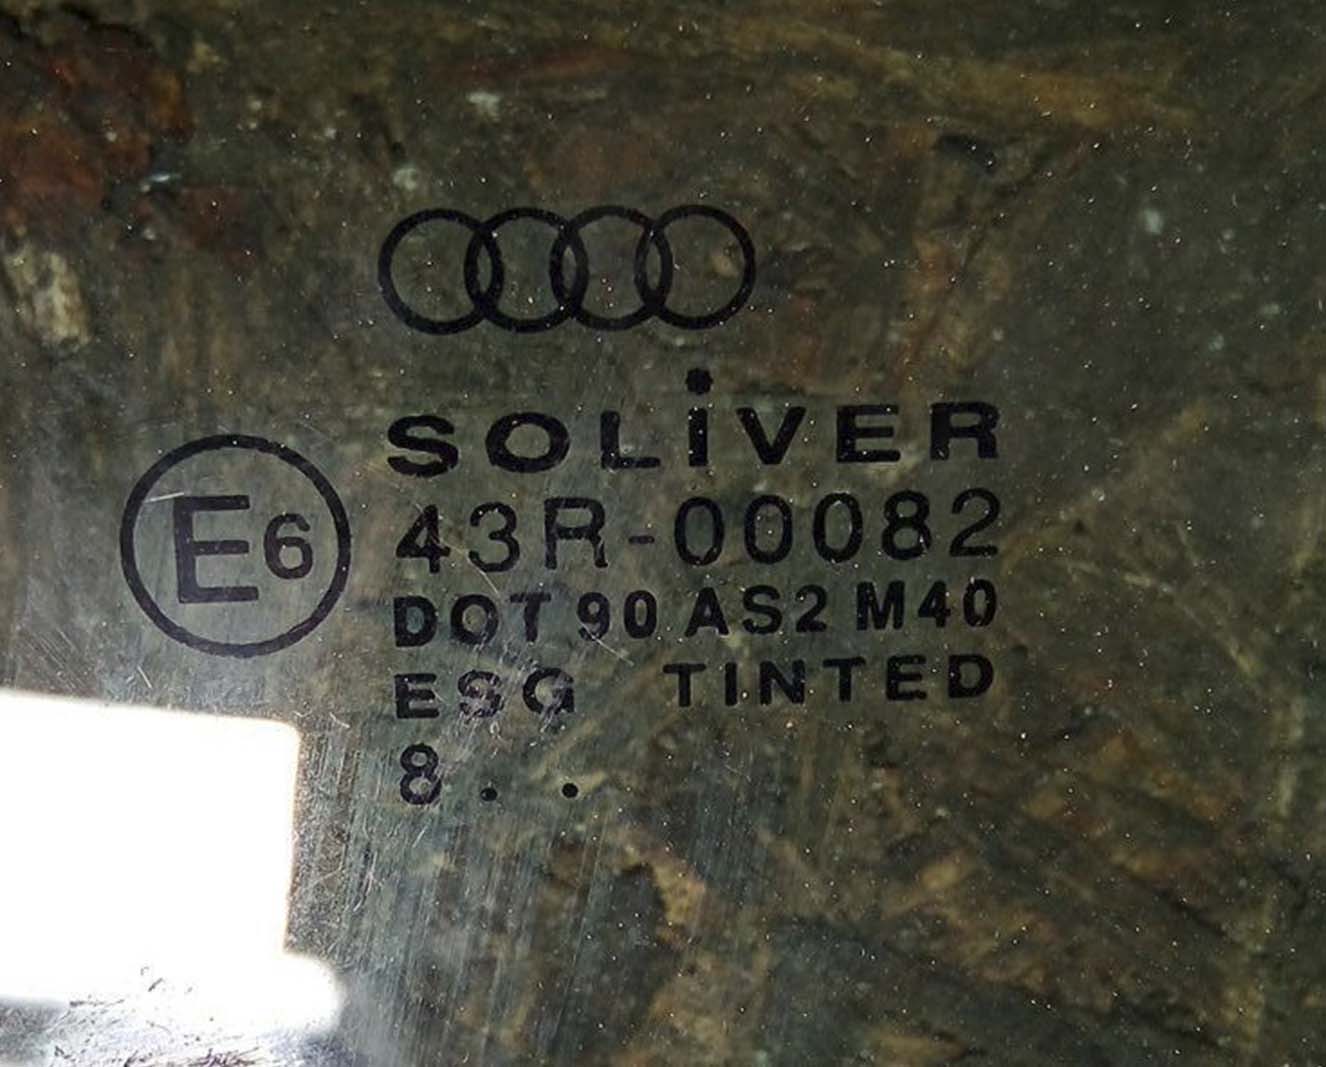 SOLiVER
E6
43R-00082
DOT 90 AS2 M40
ESG TINTED
8. .